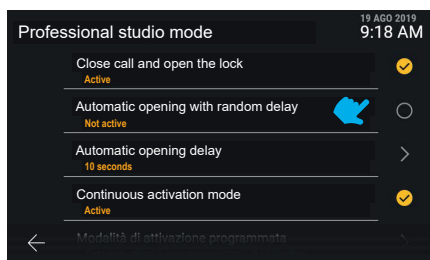 19 AGO 2019
Professional studio mode 9:18 AM
Close call and open the lock
Active
Automatic opening with random delay
Not active
Automatic opening delay
10 seconds
Continuous activation mode
Active
Modalità di attivazione programmata